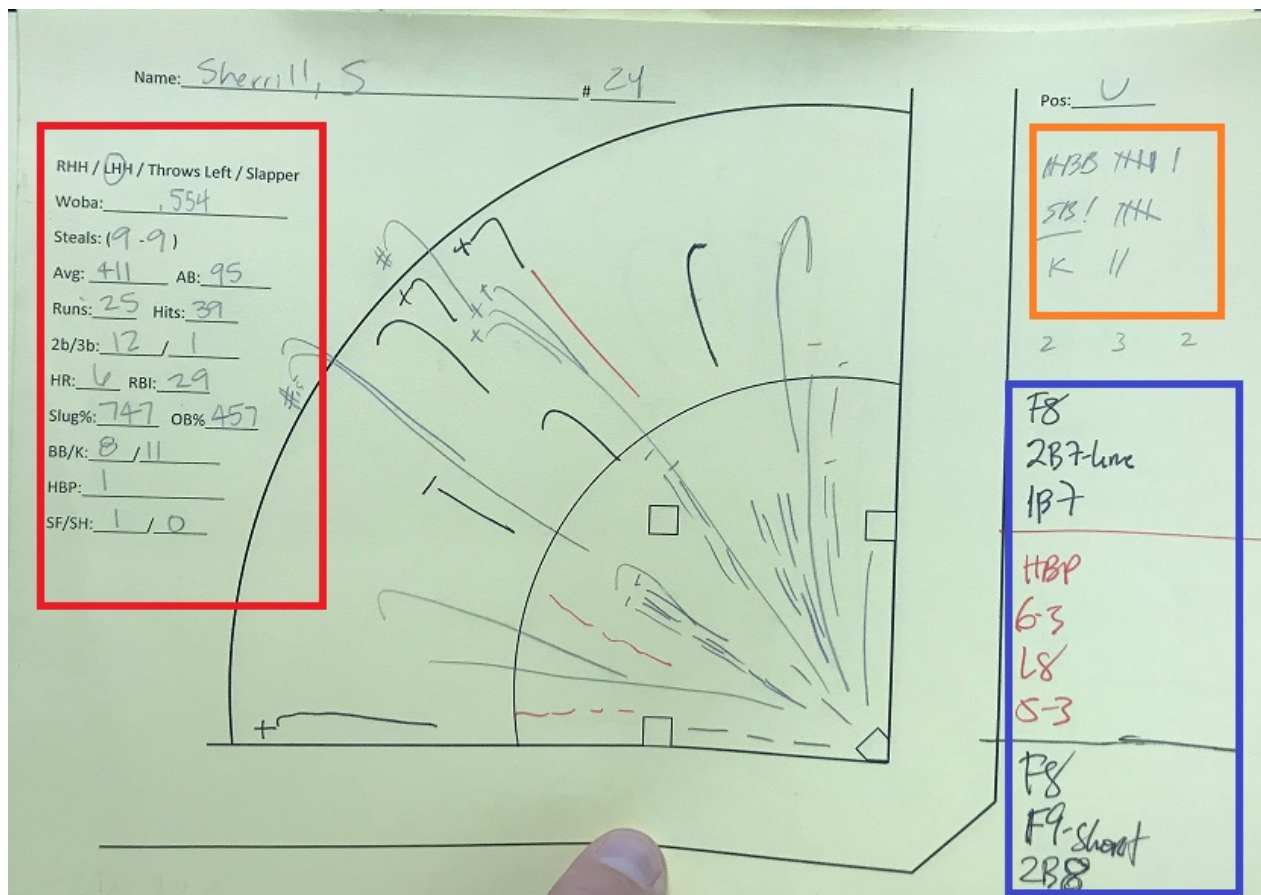 Name: Sherrill, S # 24
Pos: U
RHH / LHH / Throws Left / Slapper
Woba: .554
Steals: (9-9)
Avg: 411 AB: 95
Runs: 25 Hits: 39
2b/3b: 12 / 1
HR: 6 RBI: 29
Slug%: 747 OB% 457
BB/K: 8 / 11
HBP: 1
SF/SH: 1 / 0
SB!
K
2 3 2
F8
2B7-line
1B7
HBP
6-3
L8
5-3
F8
F9-Short
2B8